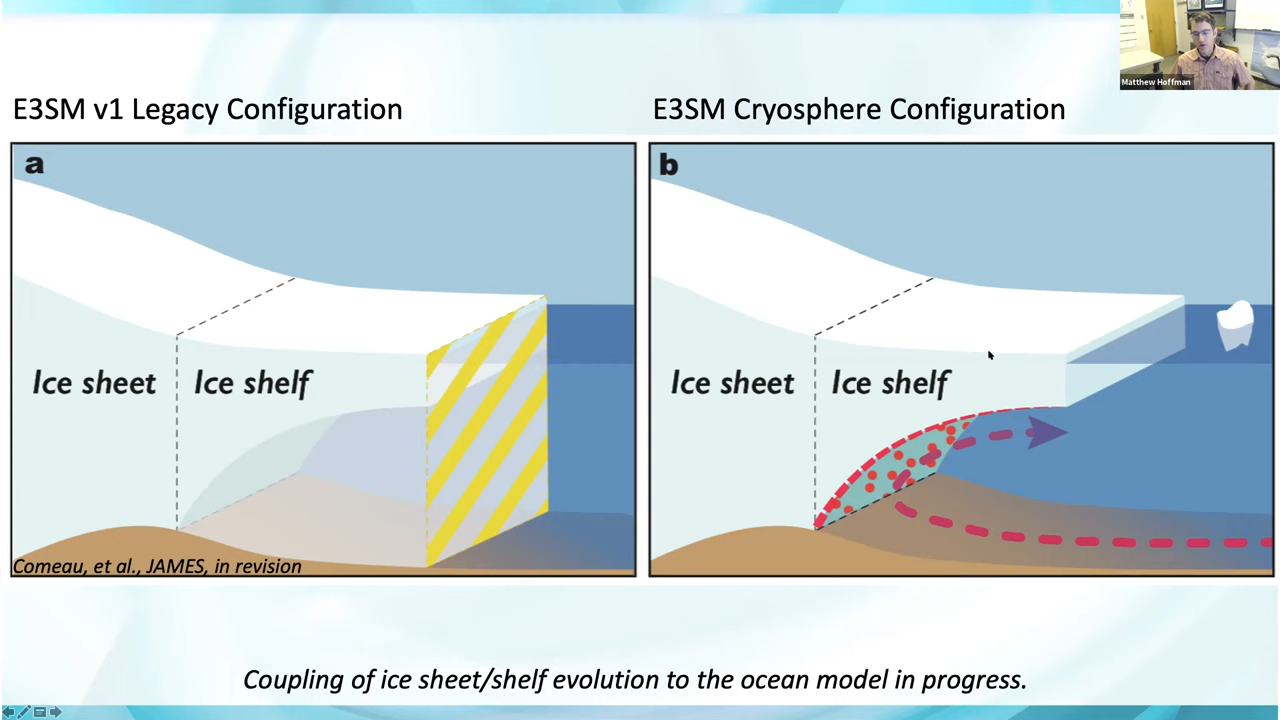 Matthew Hoffman
E3SM v1 Legacy Configuration
E3SM Cryosphere Configuration
a
b
Ice sheet
Ice shelf
Ice sheet
Ice shelf
Comeau, et al., JAMES, in revision
Coupling of ice sheet/shelf evolution to the ocean model in progress.